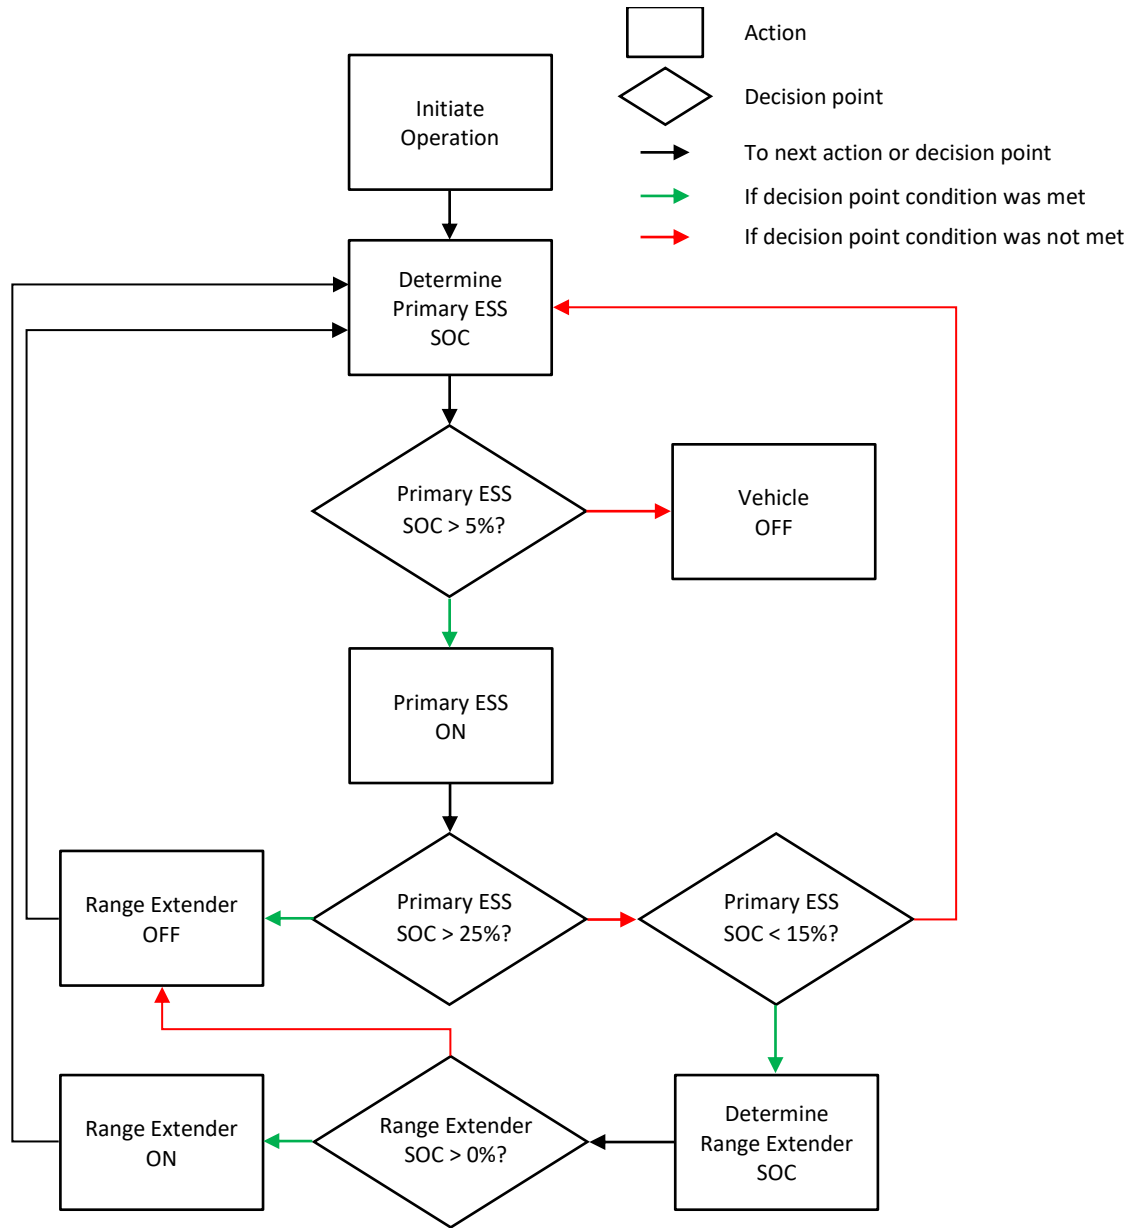 Action
Decision point
To next action or decision point
If decision point condition was met
If decision point condition was not met
Initiate
Operation
Determine
Primary ESS
SOC
Primary ESS
SOC > 5%?
Vehicle
OFF
Primary ESS
ON
Range Extender
OFF
Primary ESS
SOC > 25%?
Primary ESS
SOC < 15%?
Range Extender
ON
Range Extender
SOC > 0%?
Determine
Range Extender
SOC